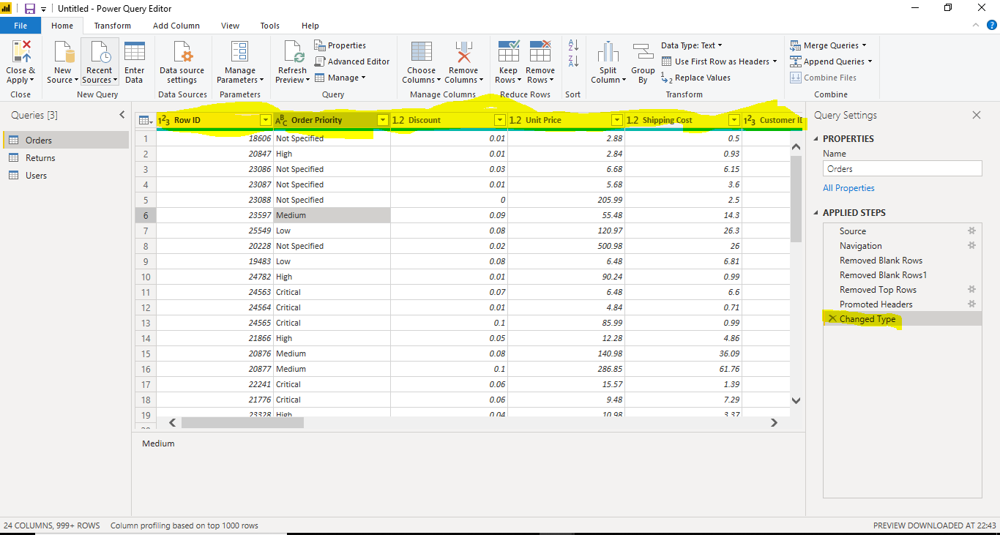 Untitled - Power Query Editor
File Home Transform Add Column View Tools Help
Close & Apply
New Source
Recent Sources
Enter Data
Data source settings
Manage Parameters
Refresh Preview
Properties
Advanced Editor
Manage
Choose Columns
Remove Columns
Keep Rows
Remove Rows
Split Column
Group By
Data Type: Text
Use First Row as Headers
Replace Values
Merge Queries
Append Queries
Combine Files
Close New Query Data Sources Parameters Query Manage Columns Reduce Rows Sort Transform Combine
Queries [3]
Orders
Returns
Users
123 Row ID ABC Order Priority 1.2 Discount 1.2 Unit Price 1.2 Shipping Cost 123 Customer ID
1 18606 Not Specified 0.01 2.88 0.5
2 20847 High 0.01 2.84 0.93
3 23086 Not Specified 0.03 6.68 6.15
4 23087 Not Specified 0.01 5.68 3.6
5 23088 Not Specified 0 205.99 2.5
6 23597 Medium 0.09 55.48 14.3
7 25549 Low 0.08 120.97 26.3
8 20228 Not Specified 0.02 500.98 26
9 19483 Low 0.08 6.48 6.81
10 24782 High 0.01 90.24 0.99
11 24563 Critical 0.07 6.48 6.6
12 24564 Critical 0.01 4.84 0.71
13 24565 Critical 0.1 85.99 0.99
14 21866 High 0.05 12.28 4.86
15 20876 Medium 0.08 140.98 36.09
16 20877 Medium 0.1 286.85 61.76
17 22241 Critical 0.06 15.57 1.39
18 21776 Critical 0.06 9.48 7.29
19 23328 High 0.04 10.98 3.37
20
Medium
Query Settings
PROPERTIES
Name
Orders
All Properties
APPLIED STEPS
Source
Navigation
Removed Blank Rows
Removed Blank Rows1
Removed Top Rows
Promoted Headers
Changed Type
24 COLUMNS, 999+ ROWS Column profiling based on top 1000 rows PREVIEW DOWNLOADED AT 22:43